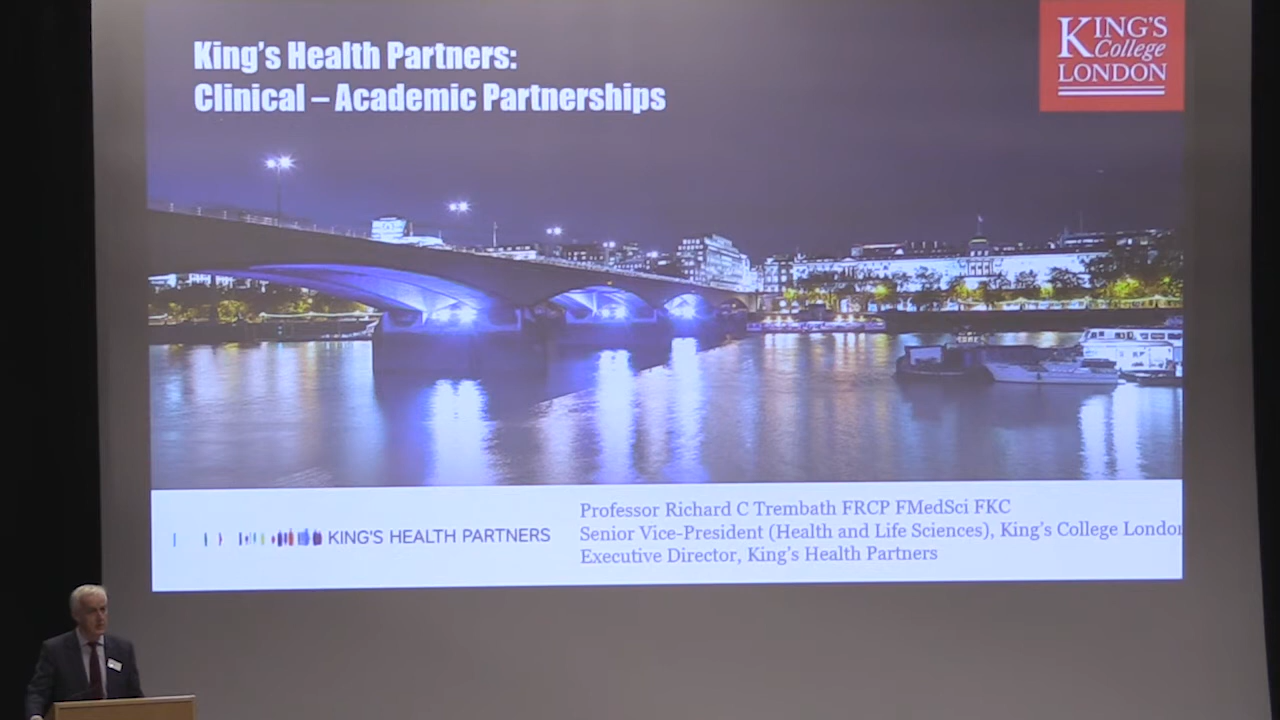 King's Health Partners:
Clinical – Academic Partnerships
KING'S
College
LONDON
KING'S HEALTH PARTNERS
Professor Richard C Trembath FRCP FMedSci FKC
Senior Vice-President (Health and Life Sciences), King's College London
Executive Director, King's Health Partners